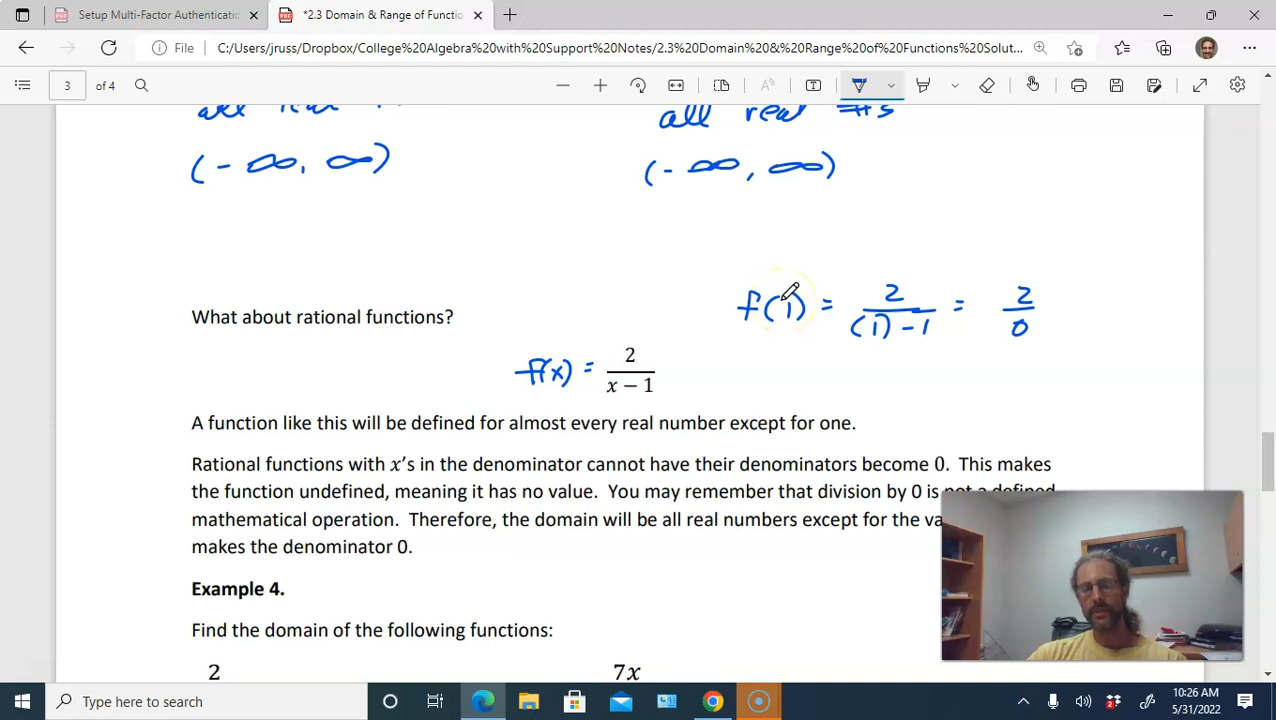 Setup Multi-Factor Authenticatio
*2.3 Domain & Range of Functio
File
C:/Users/jruss/Dropbox/College%20Algebra%20with%20Support%20Notes/2.3%20Domain%20&%20Range%20of%20Functions%20Solut...
3 of 4
all real
all real #s
(-∞, ∞)
(-∞, ∞)
f(1) = 2/((1)-1) = 2/0
What about rational functions?
f(x) = 2/(x − 1)
A function like this will be defined for almost every real number except for one.
Rational functions with x's in the denominator cannot have their denominators become 0. This makes
the function undefined, meaning it has no value. You may remember that division by 0 is not a defined
mathematical operation. Therefore, the domain will be all real numbers except for the va
makes the denominator 0.
Example 4.
Find the domain of the following functions:
2
7x
Type here to search
10:26 AM
5/31/2022